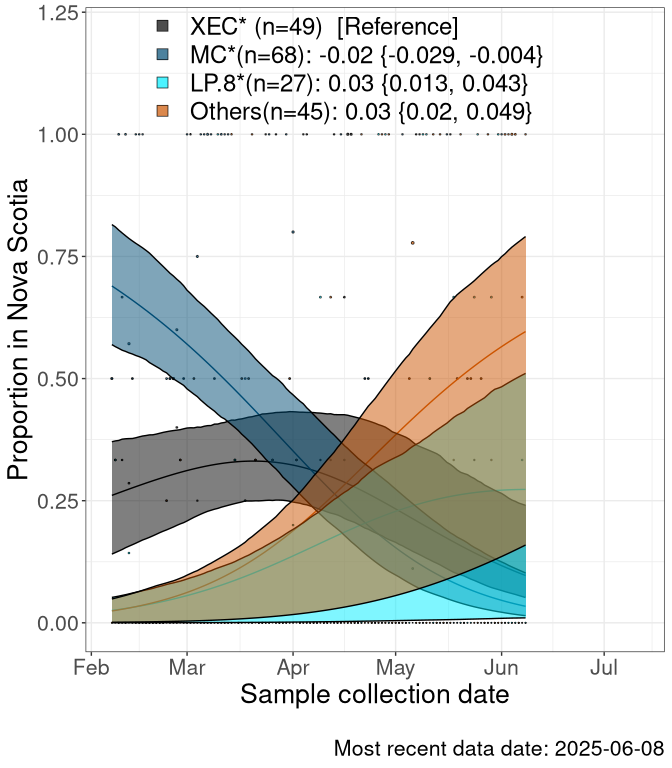 XEC* (n=49)  [Reference]
MC*(n=68): -0.02 {-0.029, -0.004}
LP.8*(n=27): 0.03 {0.013, 0.043}
Others(n=45): 0.03 {0.02, 0.049}
1.25
1.00
0.75
0.50
0.25
0.00
Proportion in Nova Scotia
Feb Mar Apr May Jun Jul
Sample collection date
Most recent data date: 2025-06-08